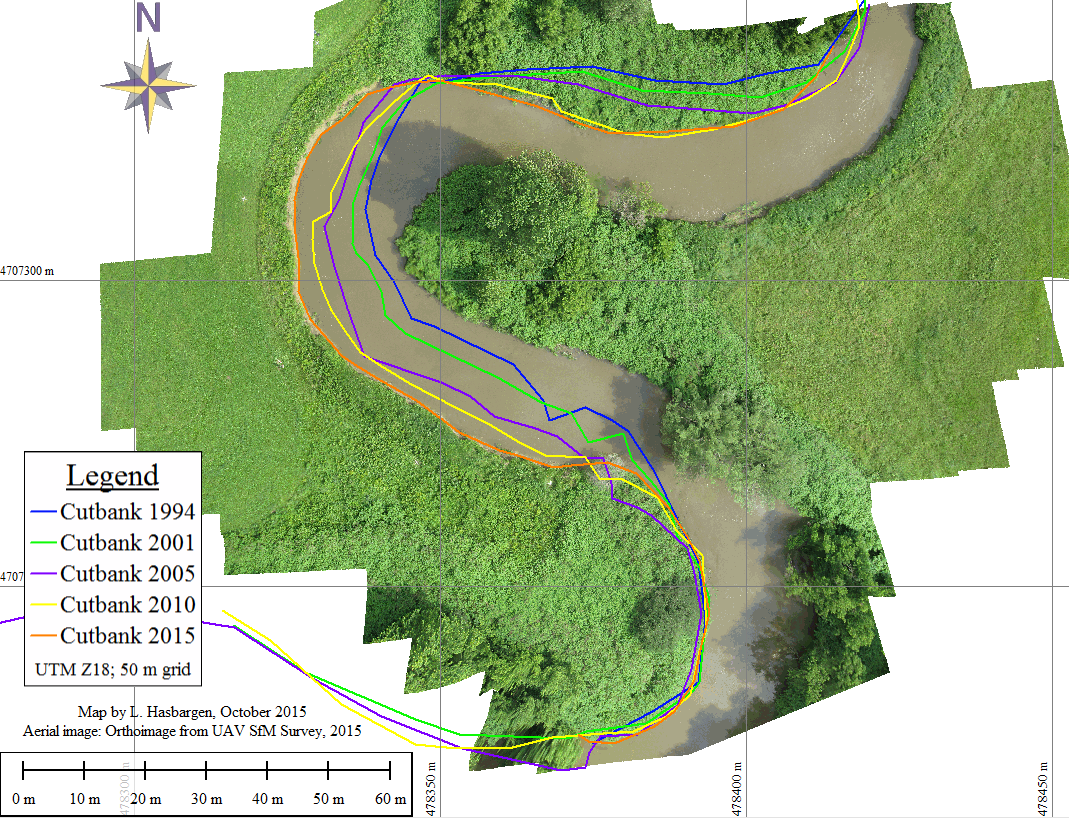 N
4707300 m
Legend
Cutbank 1994
Cutbank 2001
4707
Cutbank 2005
Cutbank 2010
Cutbank 2015
UTM Z18; 50 m grid
Map by L. Hasbargen, October 2015
Aerial image: Orthoimage from UAV SfM Survey, 2015
0 m 10 m 20 m 30 m 40 m 50 m 60 m
478300 m
478350 m
478400 m
478450 m